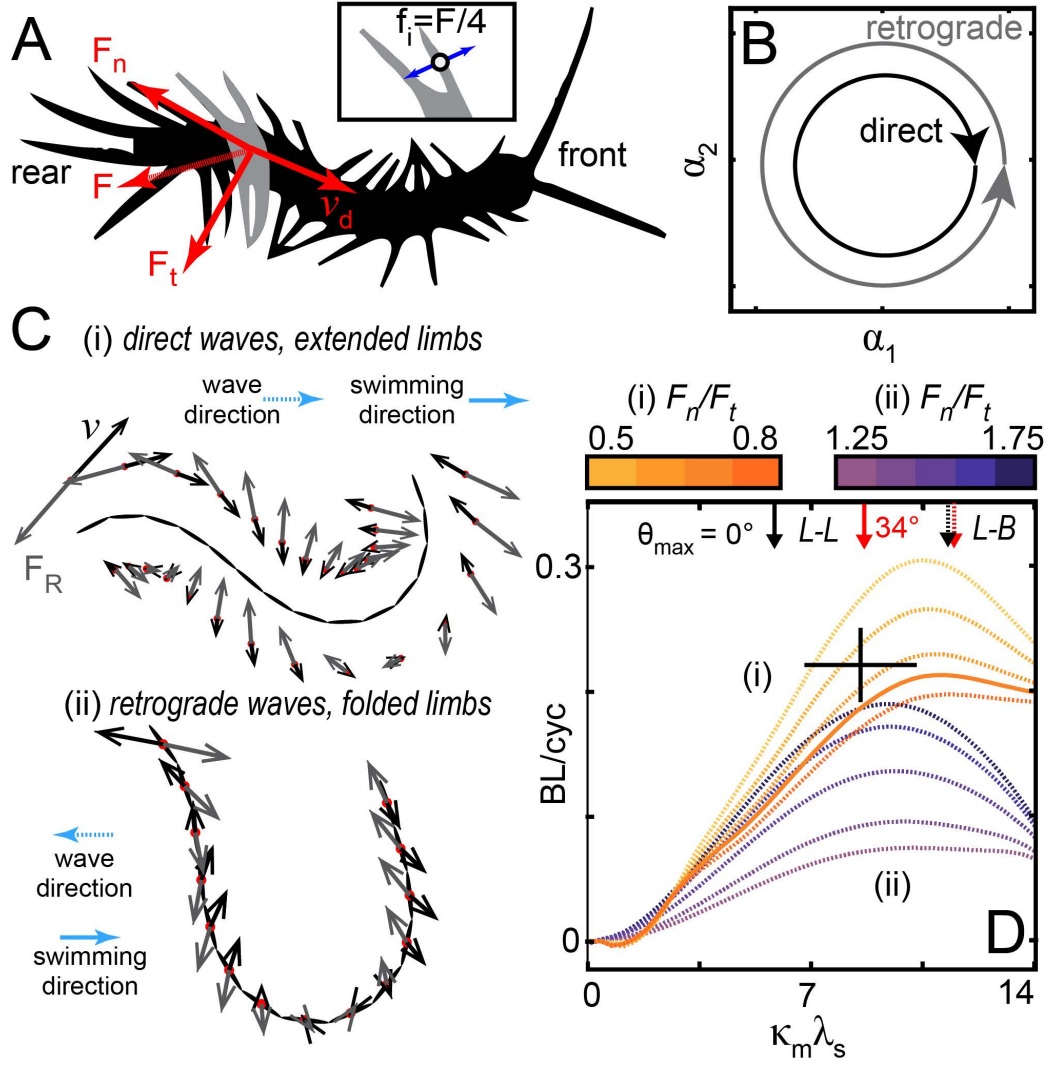 A
F_n
f_i=F/4
rear
front
F
v_d
F_t
B
retrograde
direct
α_2
α_1
C
(i) direct waves, extended limbs
wave
direction
swimming
direction
v
F_R
(ii) retrograde waves, folded limbs
wave
direction
swimming
direction
(i) F_n/F_t
(ii) F_n/F_t
0.5
0.8
1.25
1.75
θ_max = 0°
L-L
34°
L-B
0.3
(i)
BL/cyc
(ii)
0
D
0
7
14
κ_mλ_s